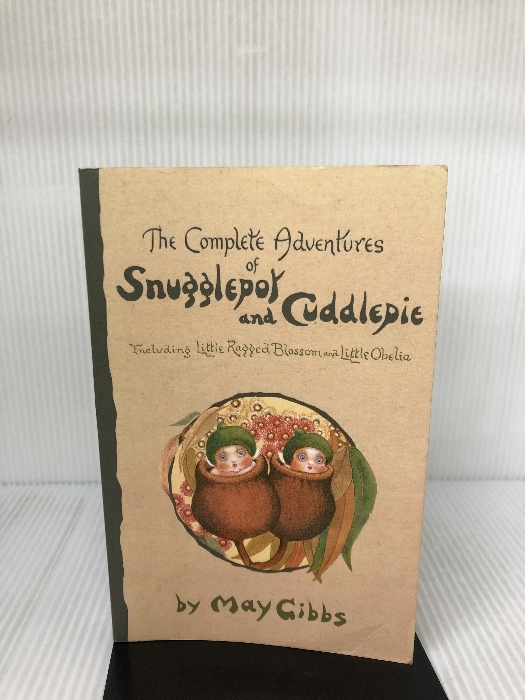 The Complete Adventures
of
Snugglepot
and Cuddlepie
Including Little Ragged Blossom and Little Obelia
by May Gibbs